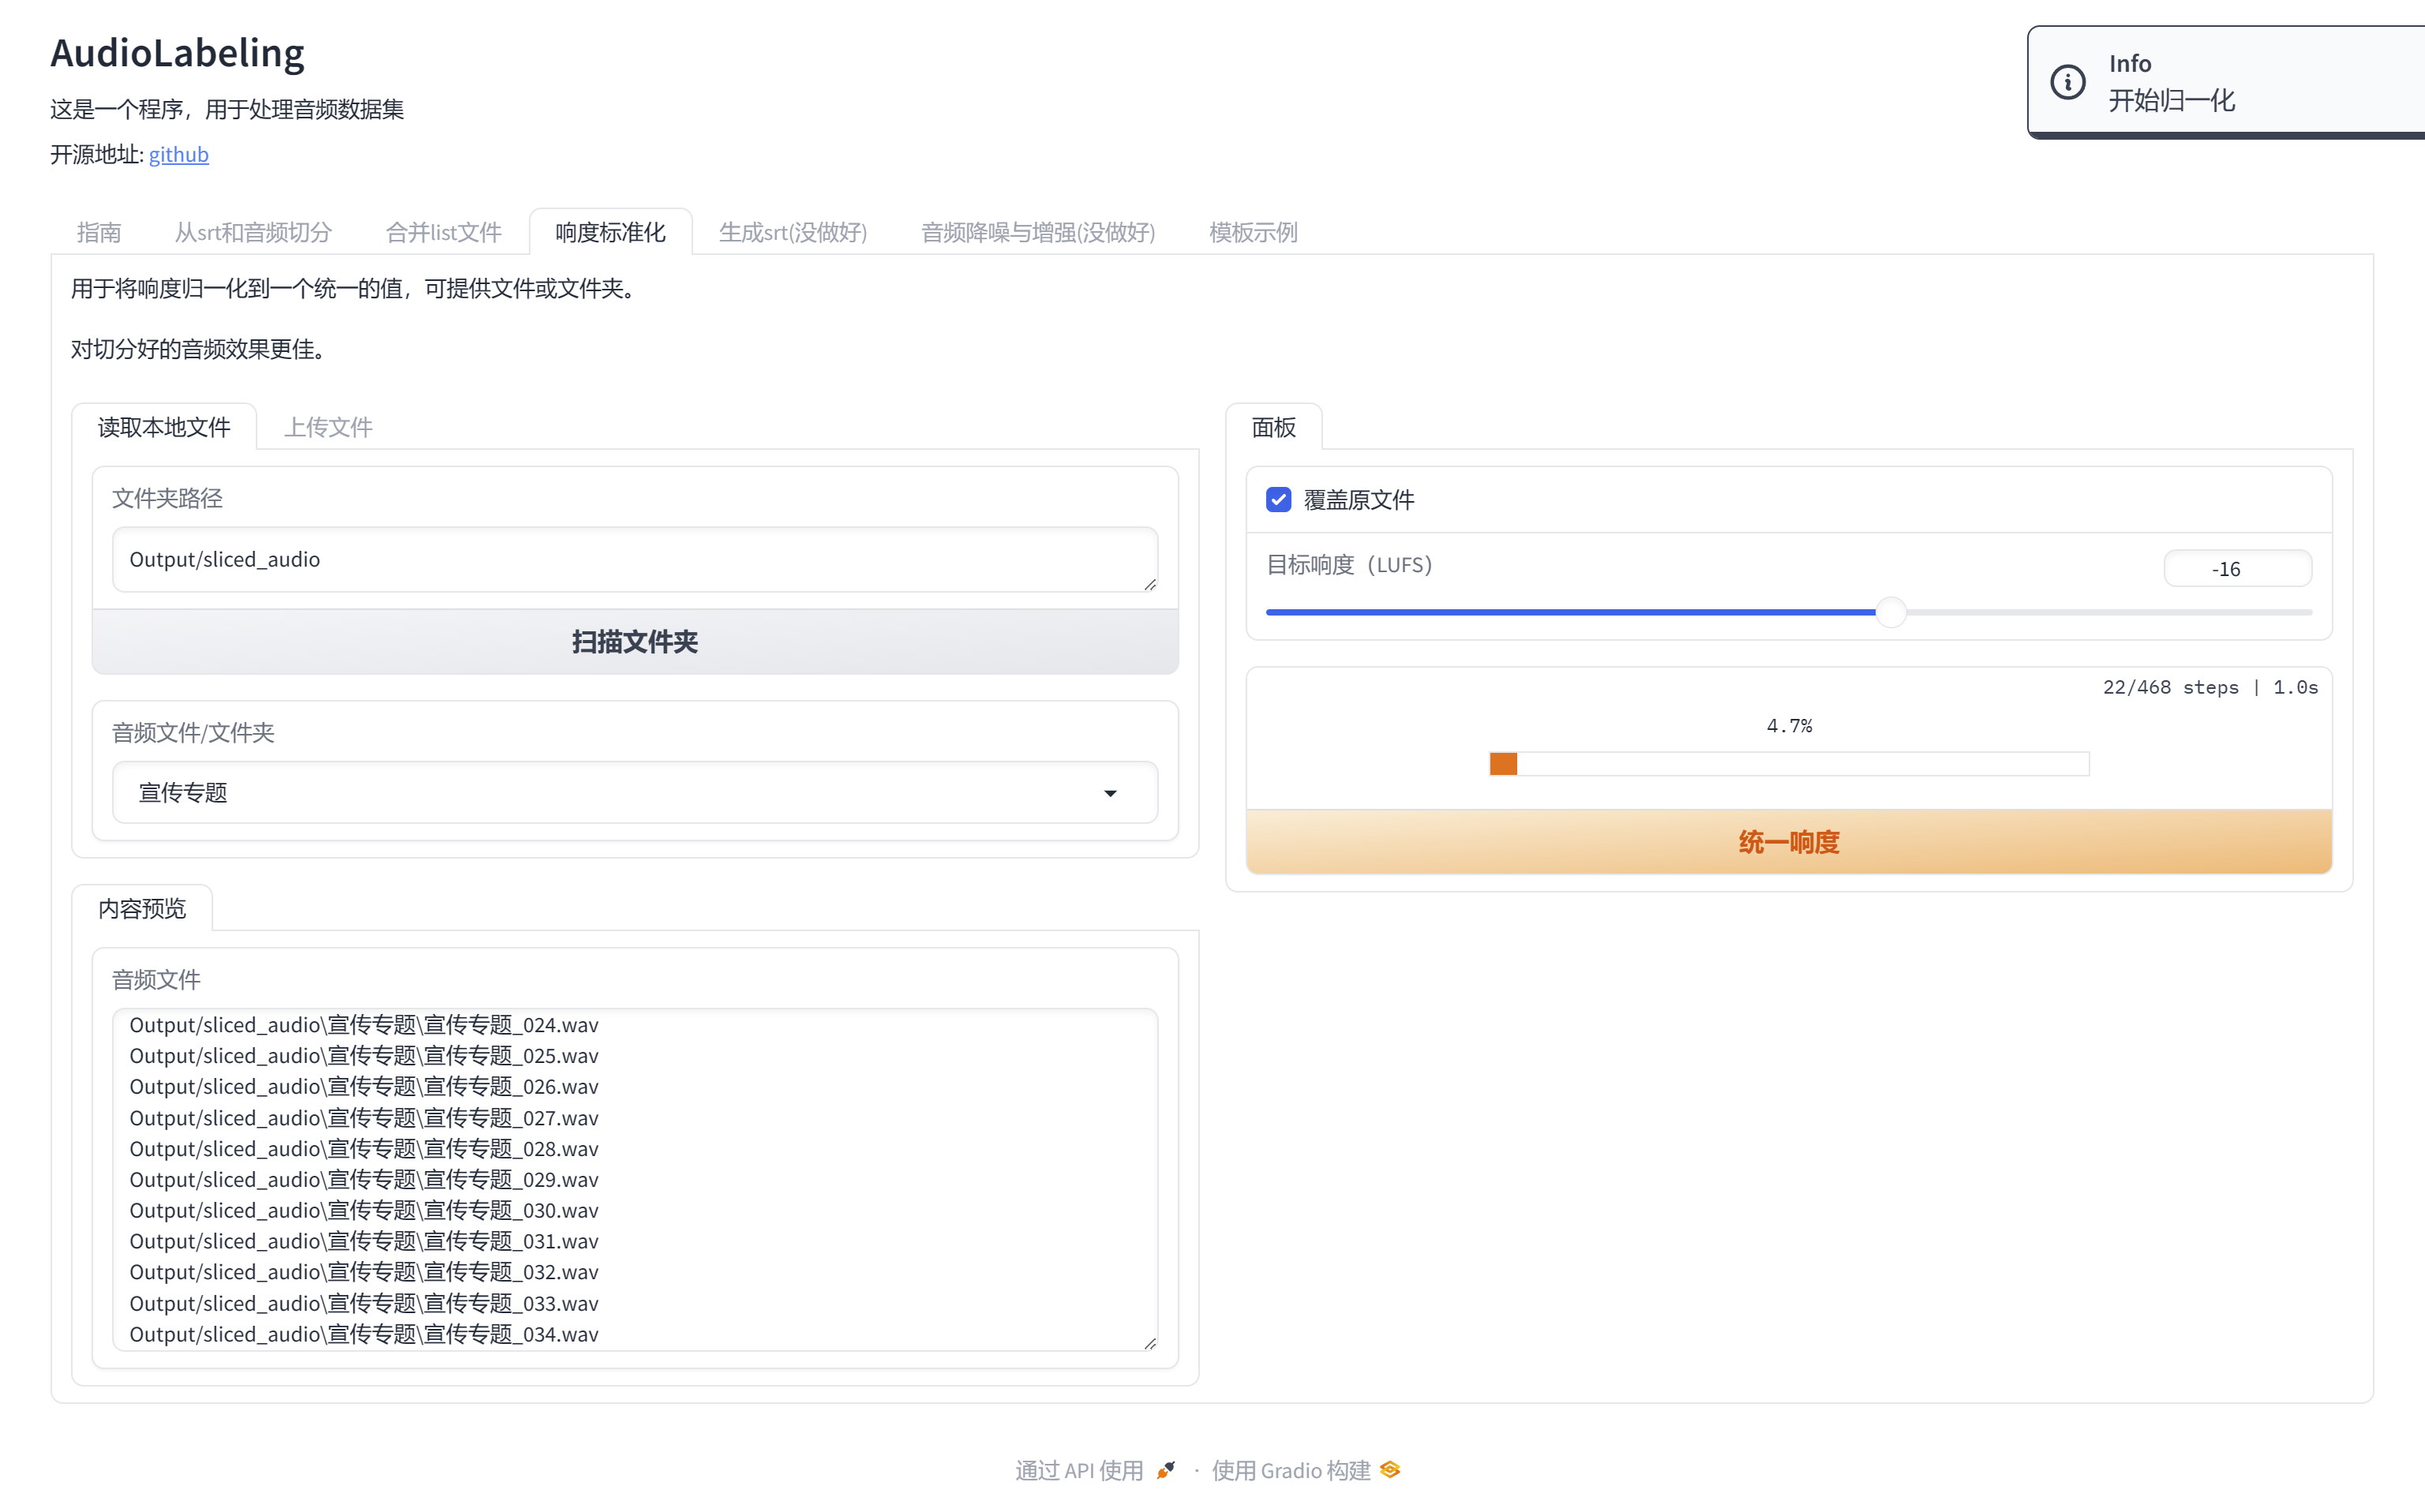 AudioLabeling
这是一个程序，用于处理音频数据集
开源地址: github
Info
开始归一化
指南
从srt和音频切分
合并list文件
响度标准化
生成srt(没做好)
音频降噪与增强(没做好)
模板示例
用于将响度归一化到一个统一的值，可提供文件或文件夹。
对切分好的音频效果更佳。
读取本地文件
上传文件
文件夹路径
Output/sliced_audio
扫描文件夹
音频文件/文件夹
宣传专题
内容预览
音频文件
Output/sliced_audio\宣传专题\宣传专题_024.wav
Output/sliced_audio\宣传专题\宣传专题_025.wav
Output/sliced_audio\宣传专题\宣传专题_026.wav
Output/sliced_audio\宣传专题\宣传专题_027.wav
Output/sliced_audio\宣传专题\宣传专题_028.wav
Output/sliced_audio\宣传专题\宣传专题_029.wav
Output/sliced_audio\宣传专题\宣传专题_030.wav
Output/sliced_audio\宣传专题\宣传专题_031.wav
Output/sliced_audio\宣传专题\宣传专题_032.wav
Output/sliced_audio\宣传专题\宣传专题_033.wav
Output/sliced_audio\宣传专题\宣传专题_034.wav
面板
覆盖原文件
目标响度（LUFS）
-16
22/468 steps | 1.0s
4.7%
统一响度
通过 API 使用 · 使用 Gradio 构建